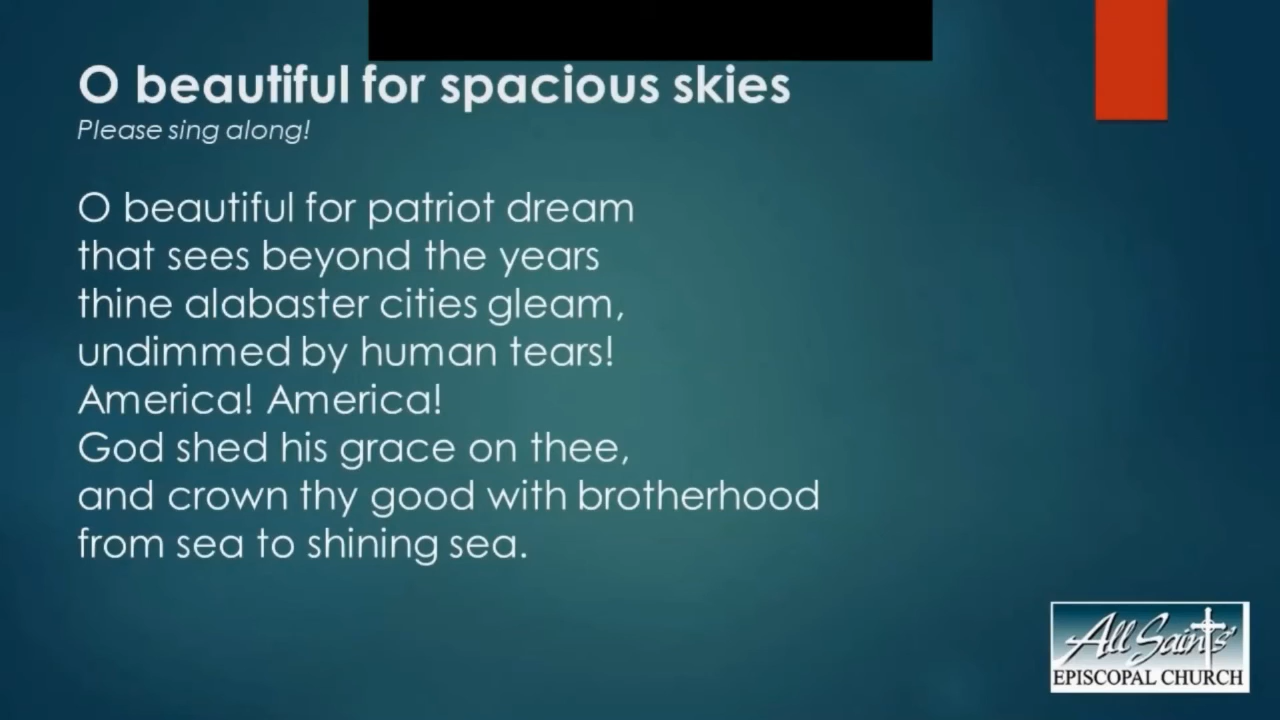 O beautiful for spacious skies
Please sing along!
O beautiful for patriot dream
that sees beyond the years
thine alabaster cities gleam,
undimmed by human tears!
America! America!
God shed his grace on thee,
and crown thy good with brotherhood
from sea to shining sea.
All Saints'
EPISCOPAL CHURCH